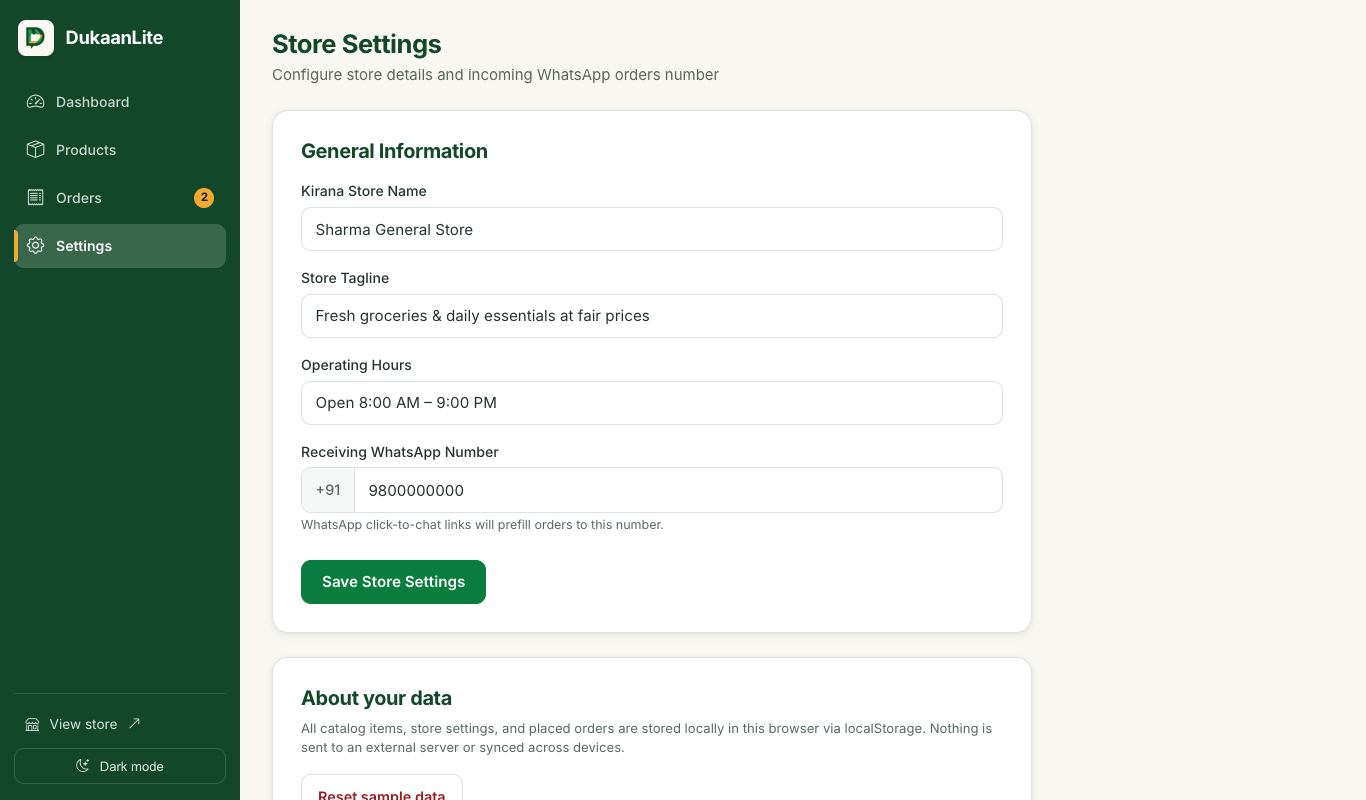 DukaanLite
Dashboard
Products
Orders
2
Settings
View store
Dark mode
Store Settings
Configure store details and incoming WhatsApp orders number
General Information
Kirana Store Name
Sharma General Store
Store Tagline
Fresh groceries & daily essentials at fair prices
Operating Hours
Open 8:00 AM – 9:00 PM
Receiving WhatsApp Number
+91 9800000000
WhatsApp click-to-chat links will prefill orders to this number.
Save Store Settings
About your data
All catalog items, store settings, and placed orders are stored locally in this browser via localStorage. Nothing is
sent to an external server or synced across devices.
Reset sample data